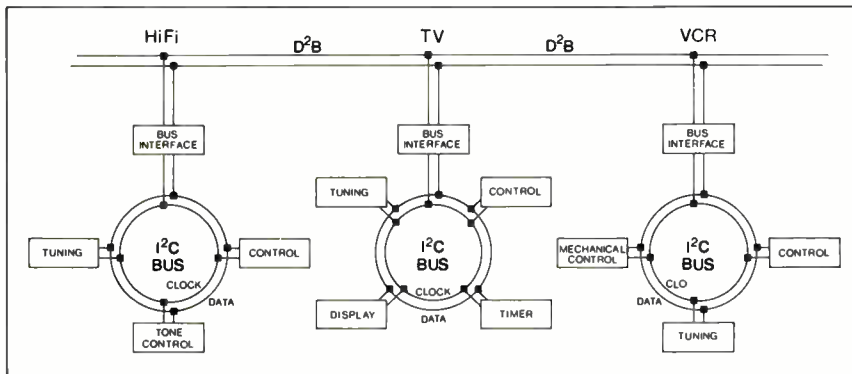 HiFi
D²B
TV
D²B
VCR
BUS
INTERFACE
BUS
INTERFACE
BUS
INTERFACE
TUNING
I²C
BUS
CONTROL
CLOCK
DATA
TONE
CONTROL
TUNING
CONTROL
I²C
BUS
CLOCK
DISPLAY
DATA
TIMER
MECHANICAL
CONTROL
I²C
BUS
CONTROL
CLO
DATA
TUNING